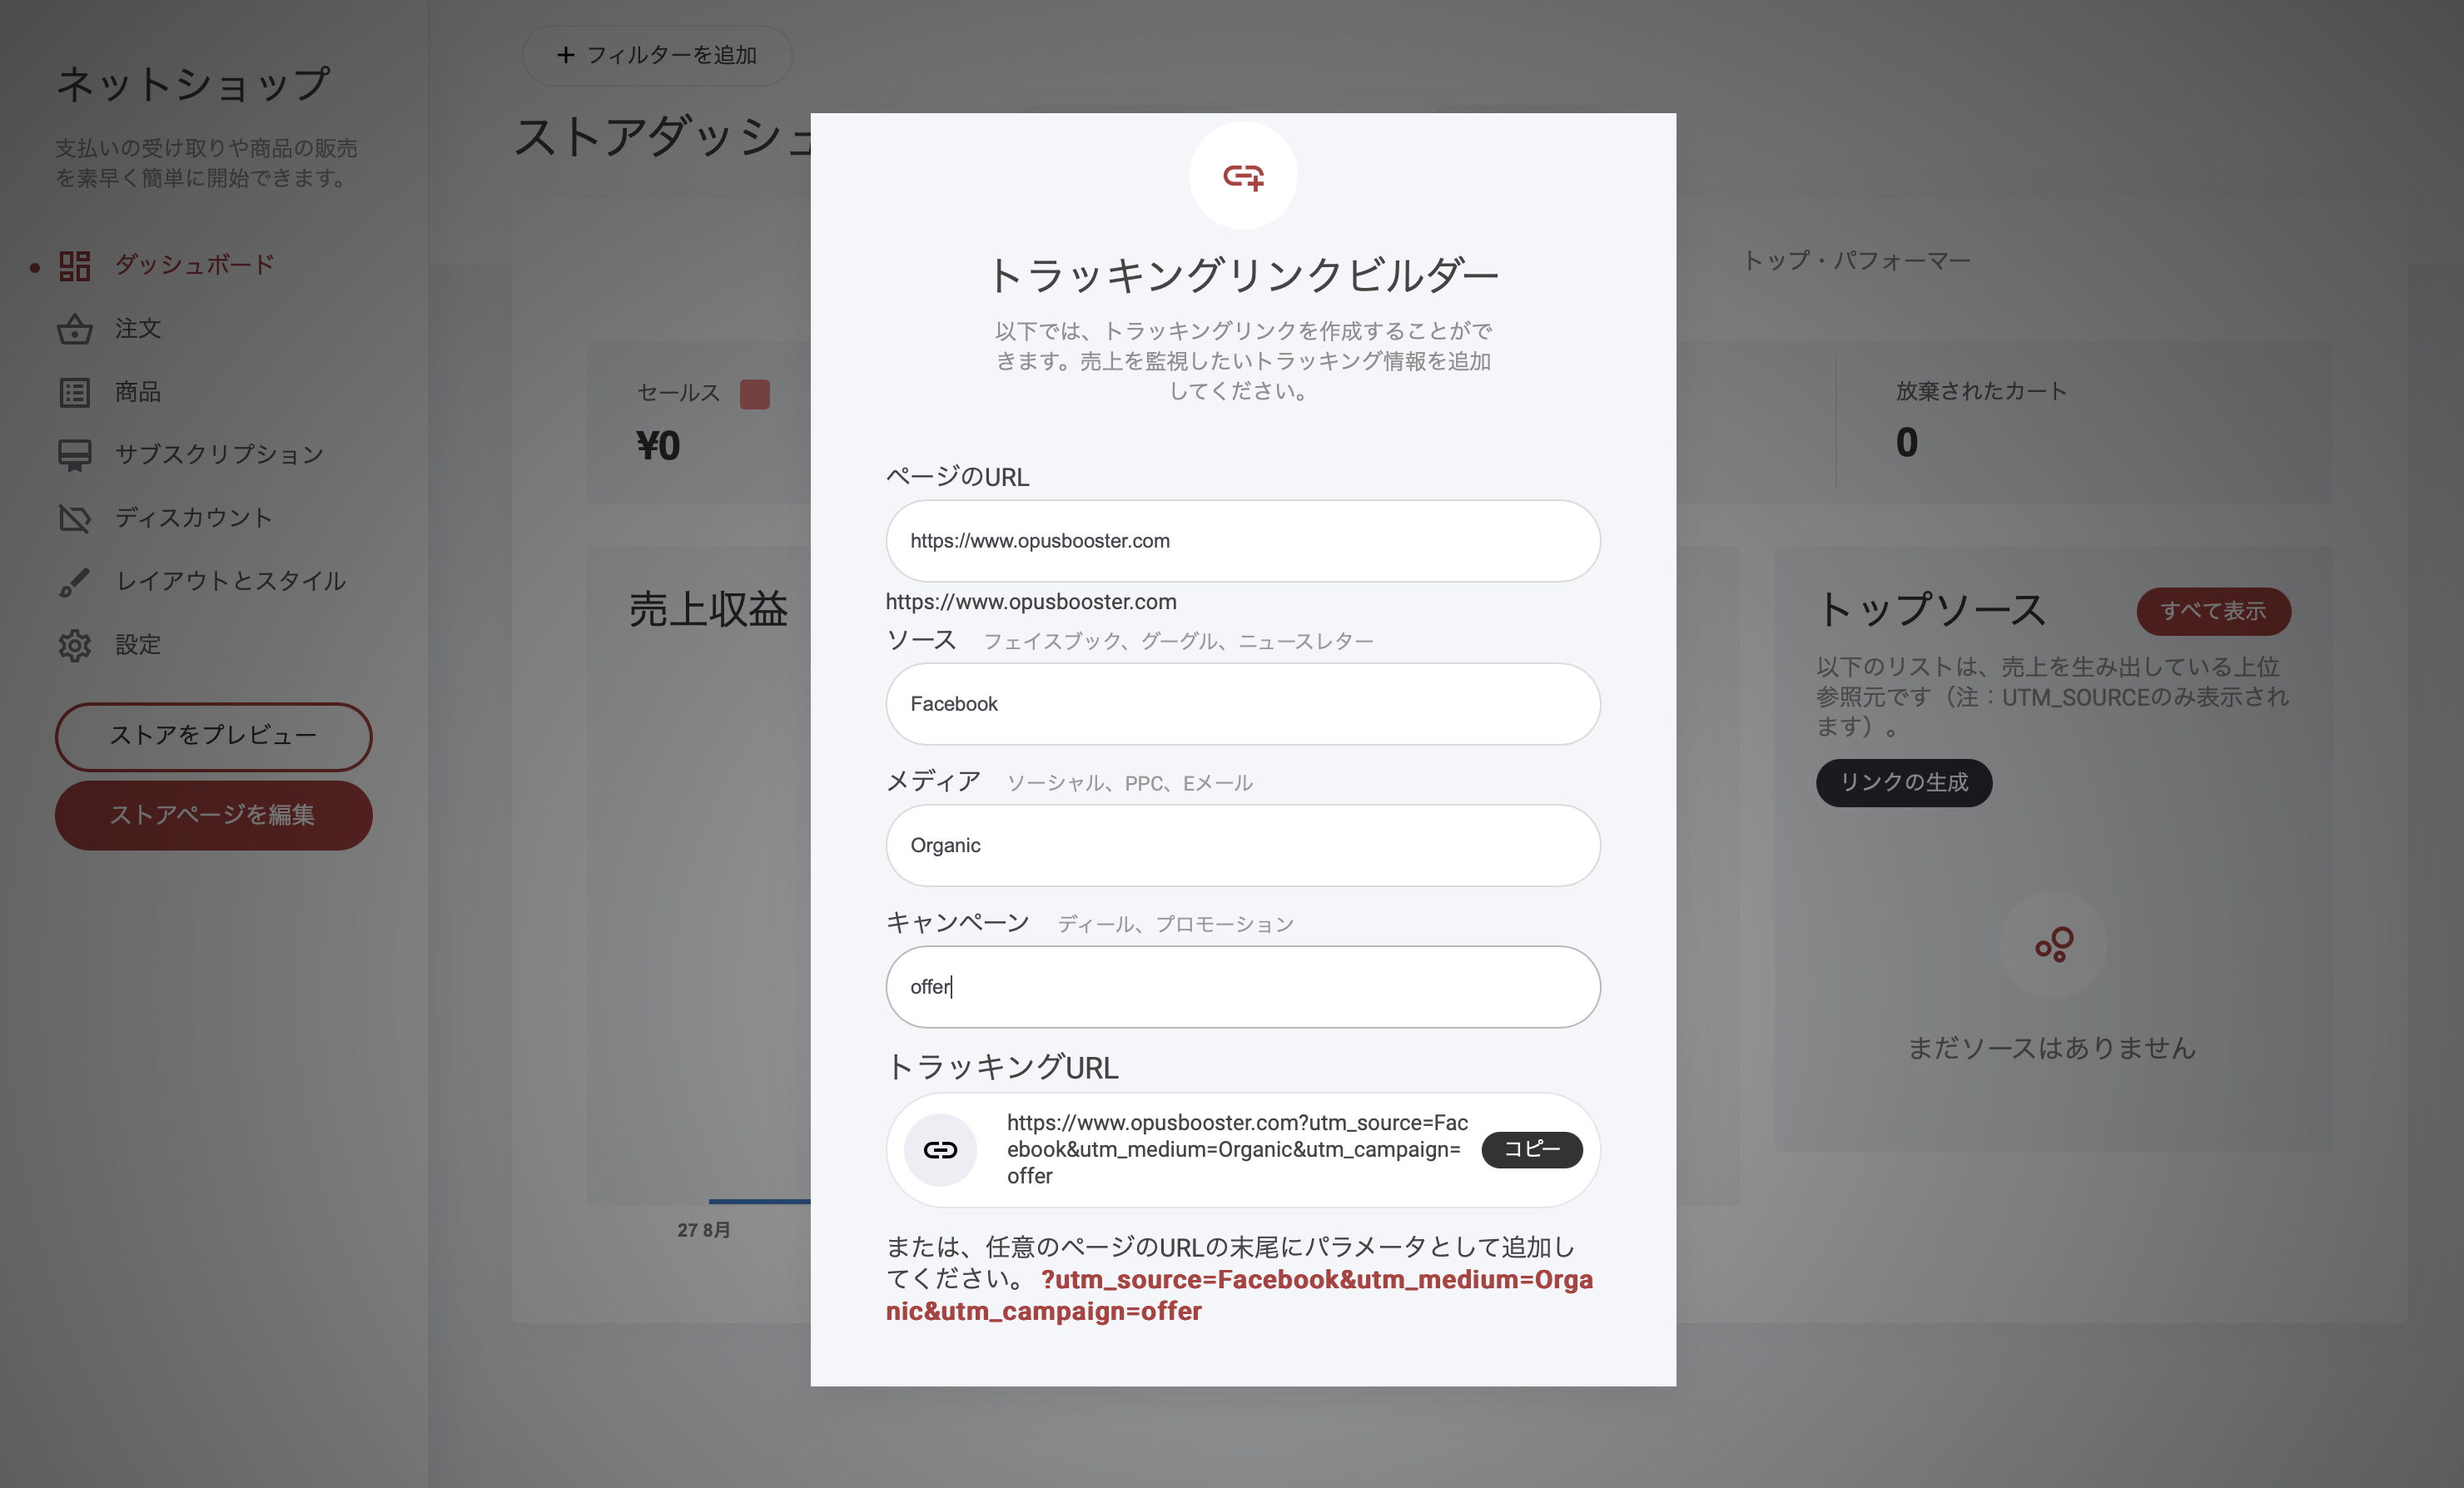 ネットショップ
支払いの受け取りや商品の販売
を素早く簡単に開始できます。
ダッシュボード
注文
商品
サブスクリプション
ディスカウント
レイアウトとスタイル
設定
ストアをプレビュー
ストアページを編集
+ フィルターを追加
ストアダッシュ
トップ・パフォーマー
セールス
¥0
放棄されたカート
0
売上収益
27 8月
トップソース
すべて表示
以下のリストは、売上を生み出している上位
参照元です（注：UTM_SOURCEのみ表示され
ます）。
リンクの生成
まだソースはありません
トラッキングリンクビルダー
以下では、トラッキングリンクを作成することがで
きます。売上を監視したいトラッキング情報を追加
してください。
ページのURL
https://www.opusbooster.com
https://www.opusbooster.com
ソース フェイスブック、グーグル、ニュースレター
Facebook
メディア ソーシャル、PPC、Eメール
Organic
キャンペーン ディール、プロモーション
offer
トラッキングURL
https://www.opusbooster.com?utm_source=Fac
ebook&utm_medium=Organic&utm_campaign=
offer
コピー
または、任意のページのURLの末尾にパラメータとして追加し
てください。 ?utm_source=Facebook&utm_medium=Orga
nic&utm_campaign=offer